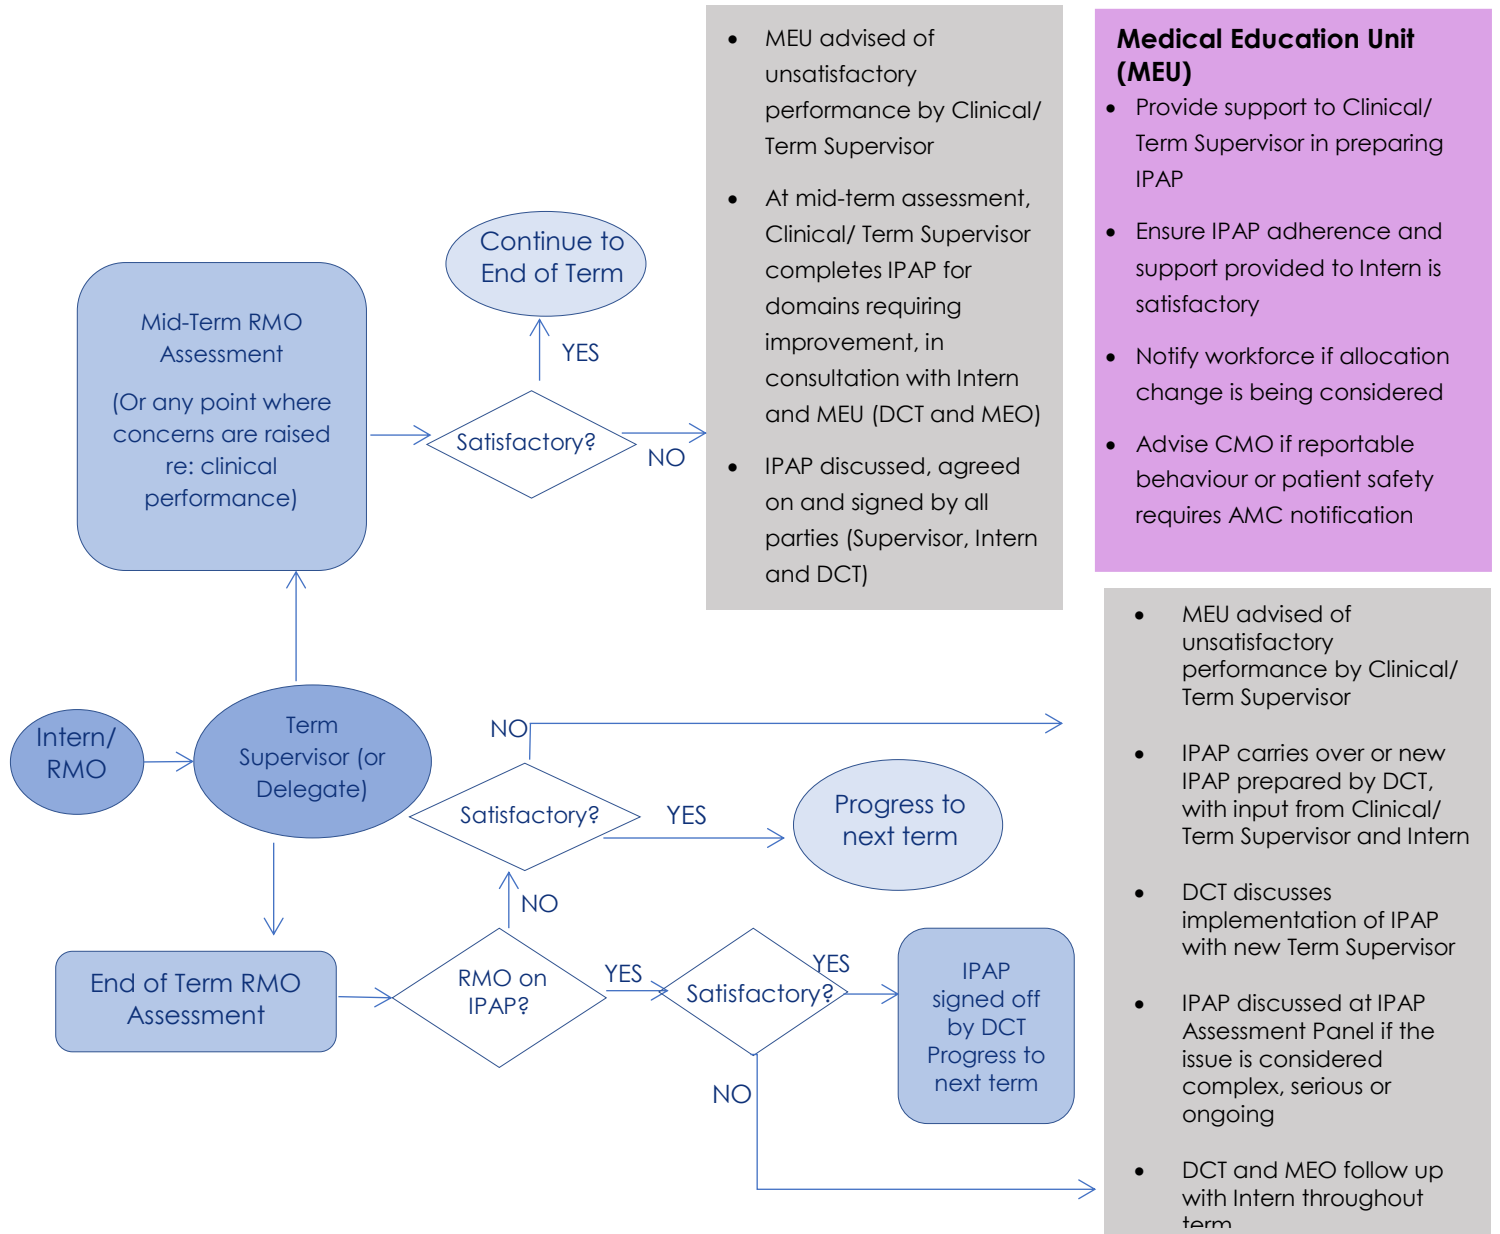 Mid-Term RMO
Assessment
(Or any point where
concerns are raised
re: clinical
performance)
Continue to
End of Term
YES
Satisfactory?
NO
• MEU advised of
unsatisfactory
performance by Clinical/
Term Supervisor
• At mid-term assessment,
Clinical/ Term Supervisor
completes IPAP for
domains requiring
improvement, in
consultation with Intern
and MEU (DCT and MEO)
• IPAP discussed, agreed
on and signed by all
parties (Supervisor, Intern
and DCT)
Medical Education Unit
(MEU)
• Provide support to Clinical/
Term Supervisor in preparing
IPAP
• Ensure IPAP adherence and
support provided to Intern is
satisfactory
• Notify workforce if allocation
change is being considered
• Advise CMO if reportable
behaviour or patient safety
requires AMC notification
Intern/
RMO
Term
Supervisor (or
Delegate)
NO
Satisfactory?
YES
Progress to
next term
NO
End of Term RMO
Assessment
RMO on
IPAP?
YES
Satisfactory?
YES
NO
IPAP
signed off
by DCT
Progress to
next term
• MEU advised of
unsatisfactory
performance by Clinical/
Term Supervisor
• IPAP carries over or new
IPAP prepared by DCT,
with input from Clinical/
Term Supervisor and Intern
• DCT discusses
implementation of IPAP
with new Term Supervisor
• IPAP discussed at IPAP
Assessment Panel if the
issue is considered
complex, serious or
ongoing
• DCT and MEO follow up
with Intern throughout
term